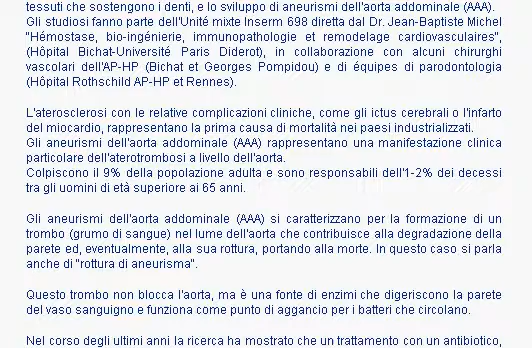 tessuti che sostengono i denti, e lo sviluppo di aneurismi dell'aorta addominale (AAA).
Gli studiosi fanno parte dell'Unité mixte Inserm 698 diretta dal Dr. Jean-Baptiste Michel
"Hémostase, bio-ingénierie, immunopathologie et remodelage cardiovasculaires",
(Hôpital Bichat-Université Paris Diderot), in collaborazione con alcuni chirurghi
vascolari dell'AP-HP (Bichat et Georges Pompidou) e di équipes di parodontologia
(Hôpital Rothschild AP-HP et Rennes).
L'aterosclerosi con le relative complicazioni cliniche, come gli ictus cerebrali o l'infarto
del miocardio, rappresentano la prima causa di mortalità nei paesi industrializzati.
Gli aneurismi dell'aorta addominale (AAA) rappresentano una manifestazione clinica
particolare dell'aterotrombosi a livello dell'aorta.
Colpiscono il 9% della popolazione adulta e sono responsabili dell'1-2% dei decessi
tra gli uomini di età superiore ai 65 anni.
Gli aneurismi dell'aorta addominale (AAA) si caratterizzano per la formazione di un
trombo (grumo di sangue) nel lume dell'aorta che contribuisce alla degradazione della
parete ed, eventualmente, alla sua rottura, portando alla morte. In questo caso si parla
anche di "rottura di aneurisma".
Questo trombo non blocca l'aorta, ma è una fonte di enzimi che digeriscono la parete
del vaso sanguigno e funziona come punto di aggancio per i batteri che circolano.
Nel corso degli ultimi anni la ricerca ha mostrato che un trattamento con un antibiotico,